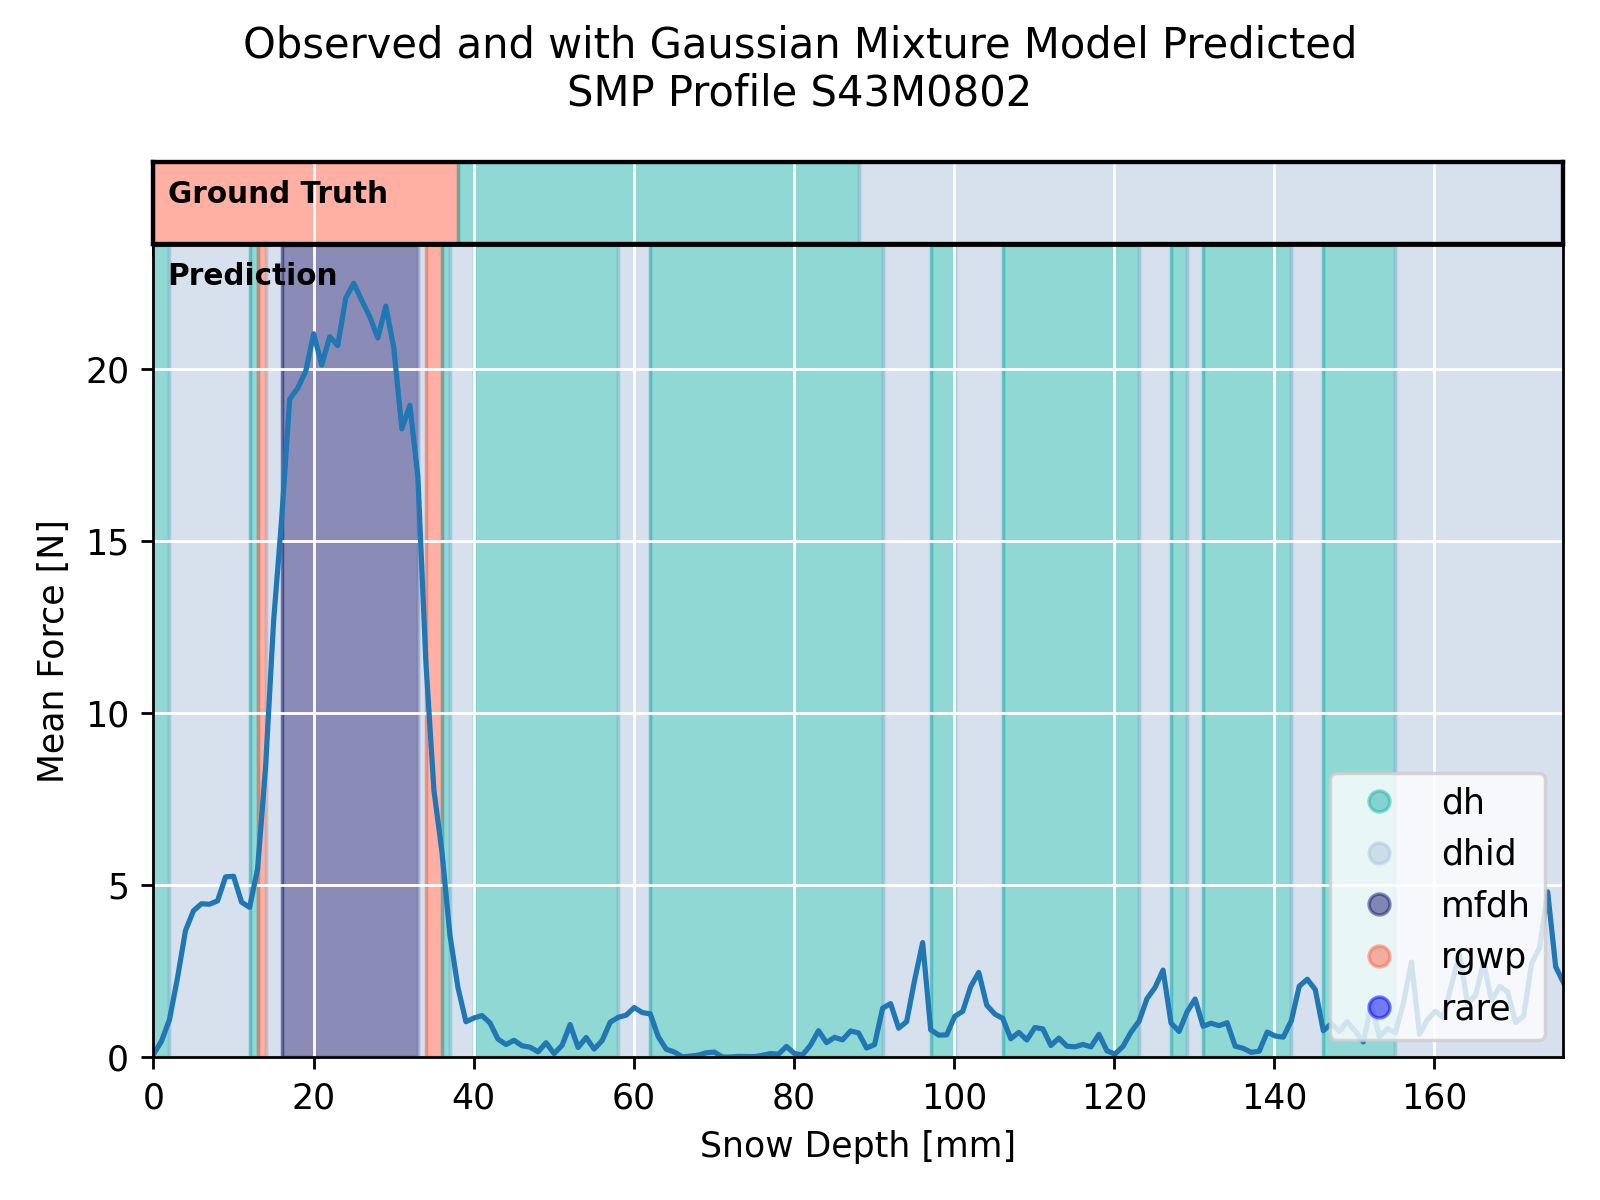 Observed and with Gaussian Mixture Model Predicted
SMP Profile S43M0802
Ground Truth
Prediction
Mean Force [N]
20
15
10
5
0
dh
dhid
mfdh
rgwp
rare
0 20 40 60 80 100 120 140 160
Snow Depth [mm]